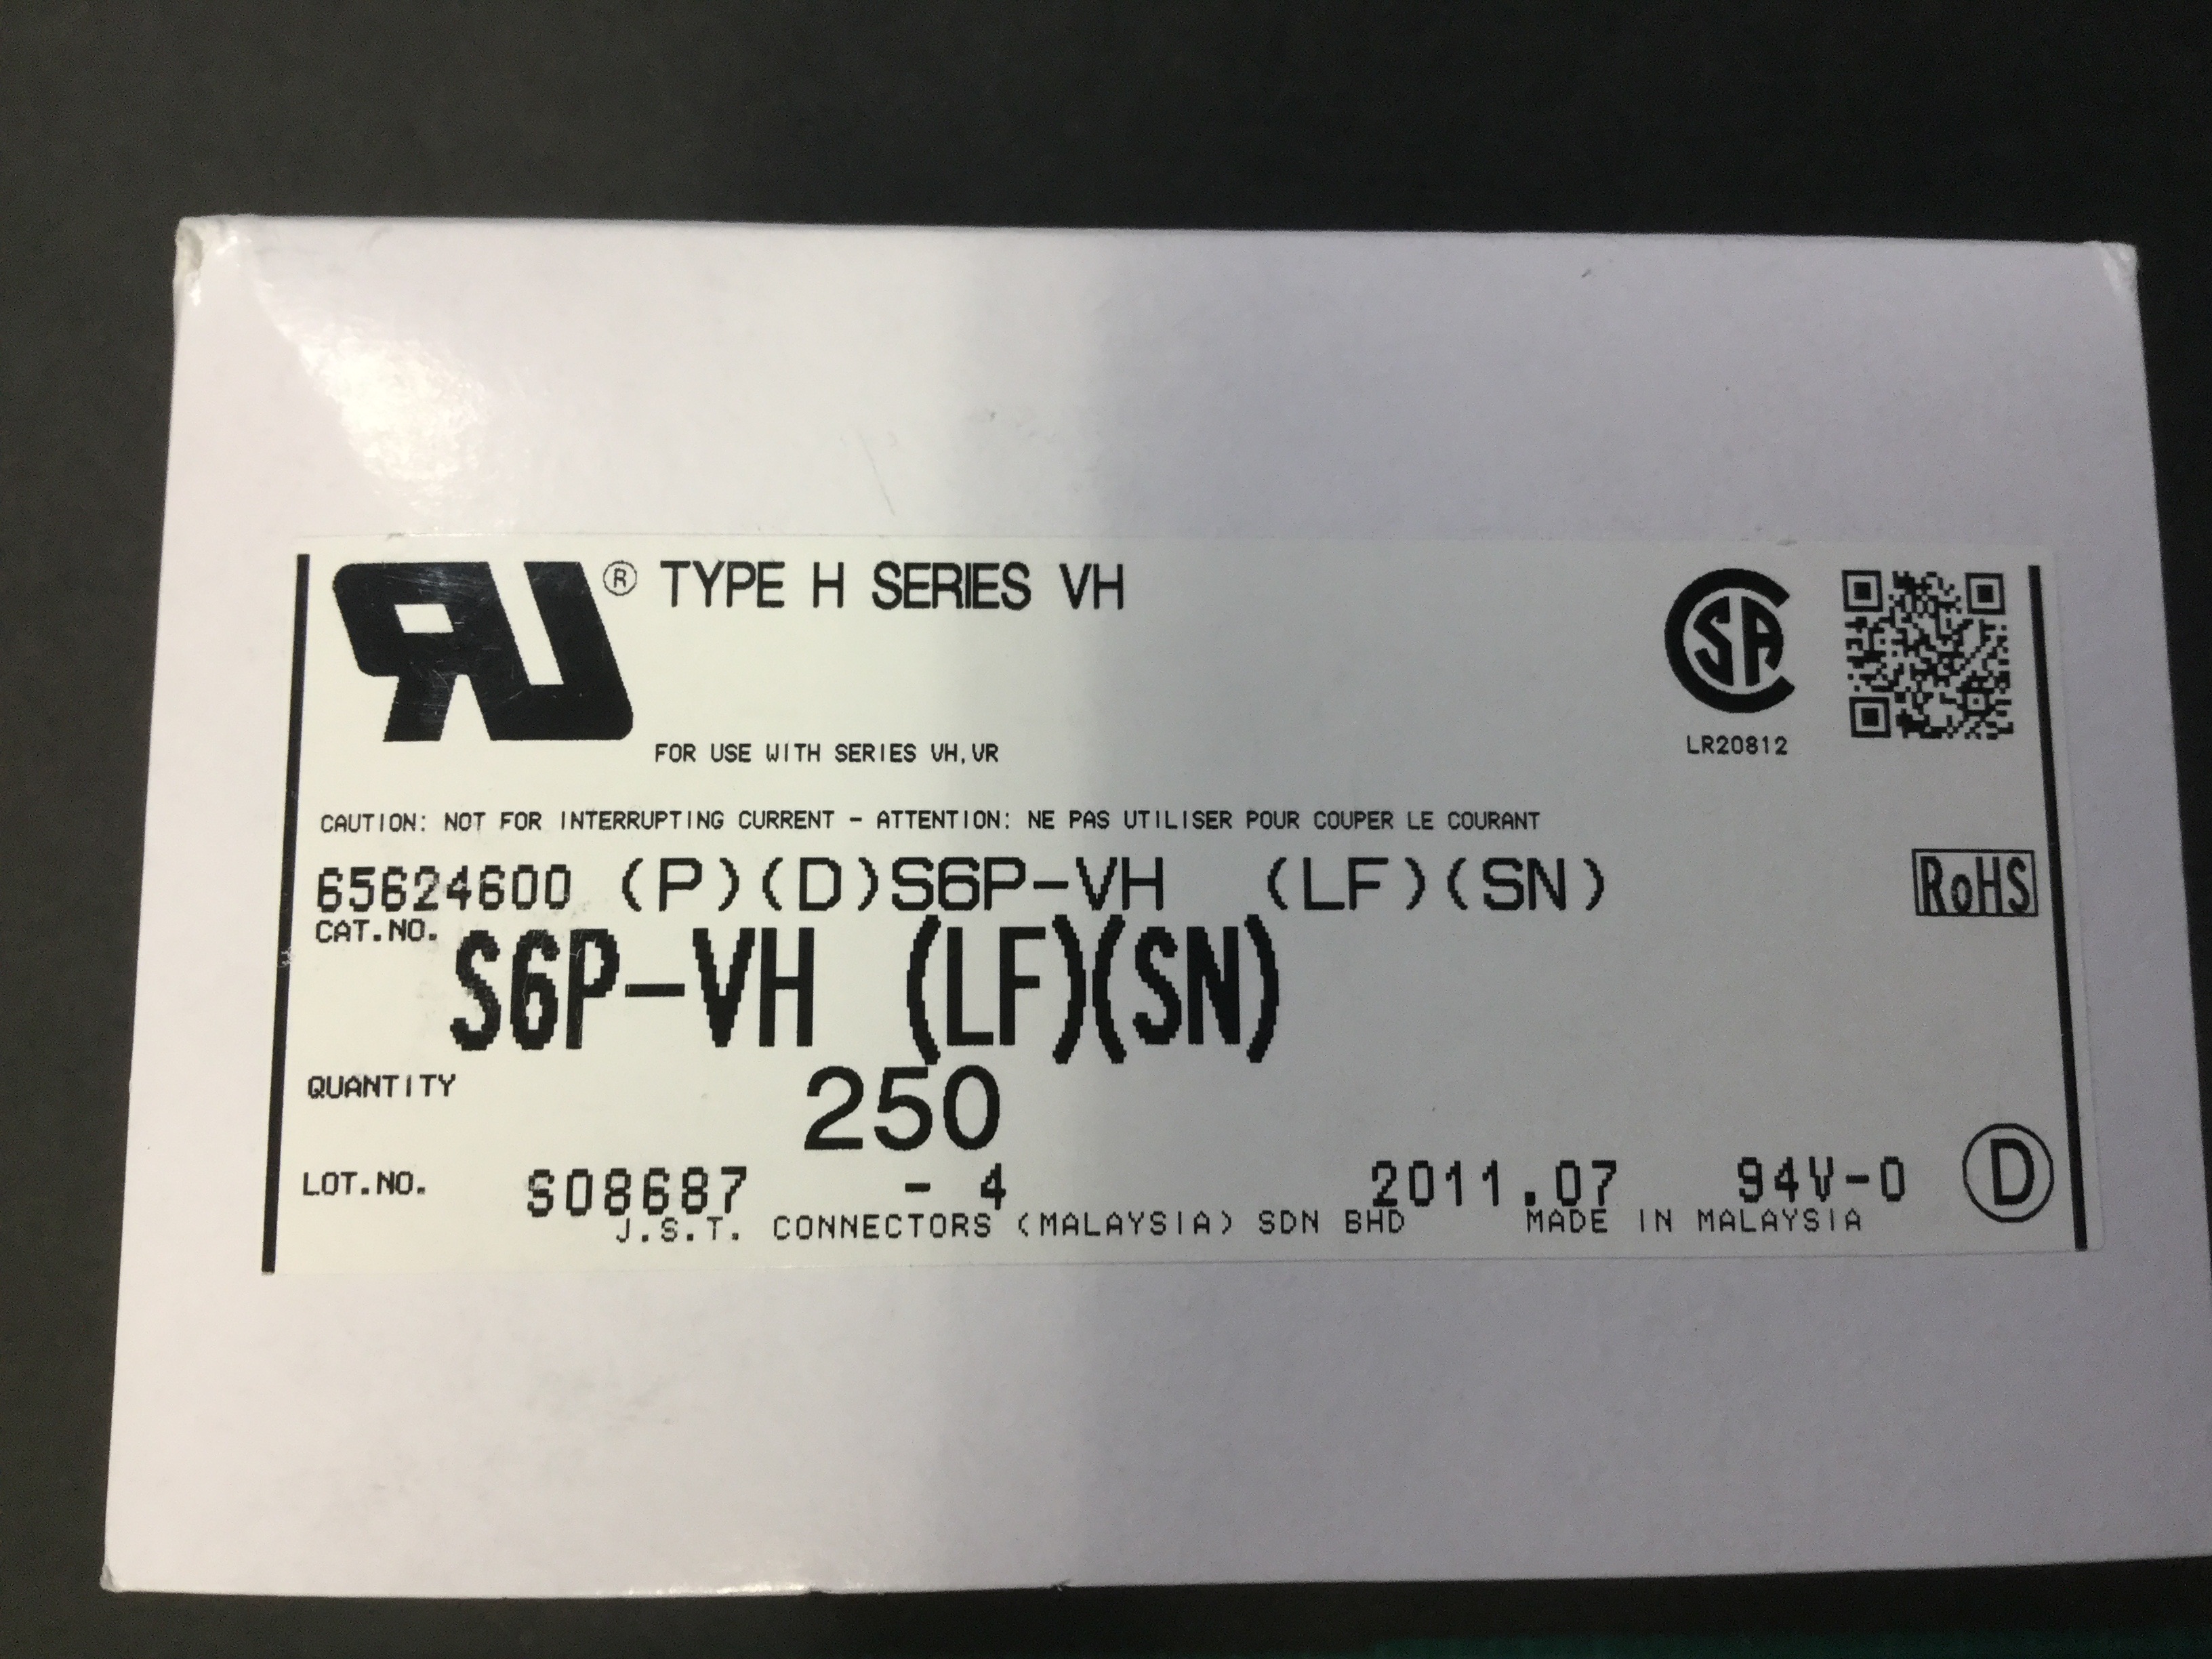 RU® TYPE H SERIES VH
CSA
FOR USE WITH SERIES VH,VR
LR20812
CAUTION: NOT FOR INTERRUPTING CURRENT - ATTENTION: NE PAS UTILISER POUR COUPER LE COURANT
65624600 (P)(D)S6P-VH (LF)(SN)
RoHS
CAT.NO.
S6P-VH (LF)(SN)
QUANTITY 250
LOT.NO. S08687 - 4 2011.07 94V-0 D
J.S.T. CONNECTORS (MALAYSIA) SDN BHD MADE IN MALAYSIA